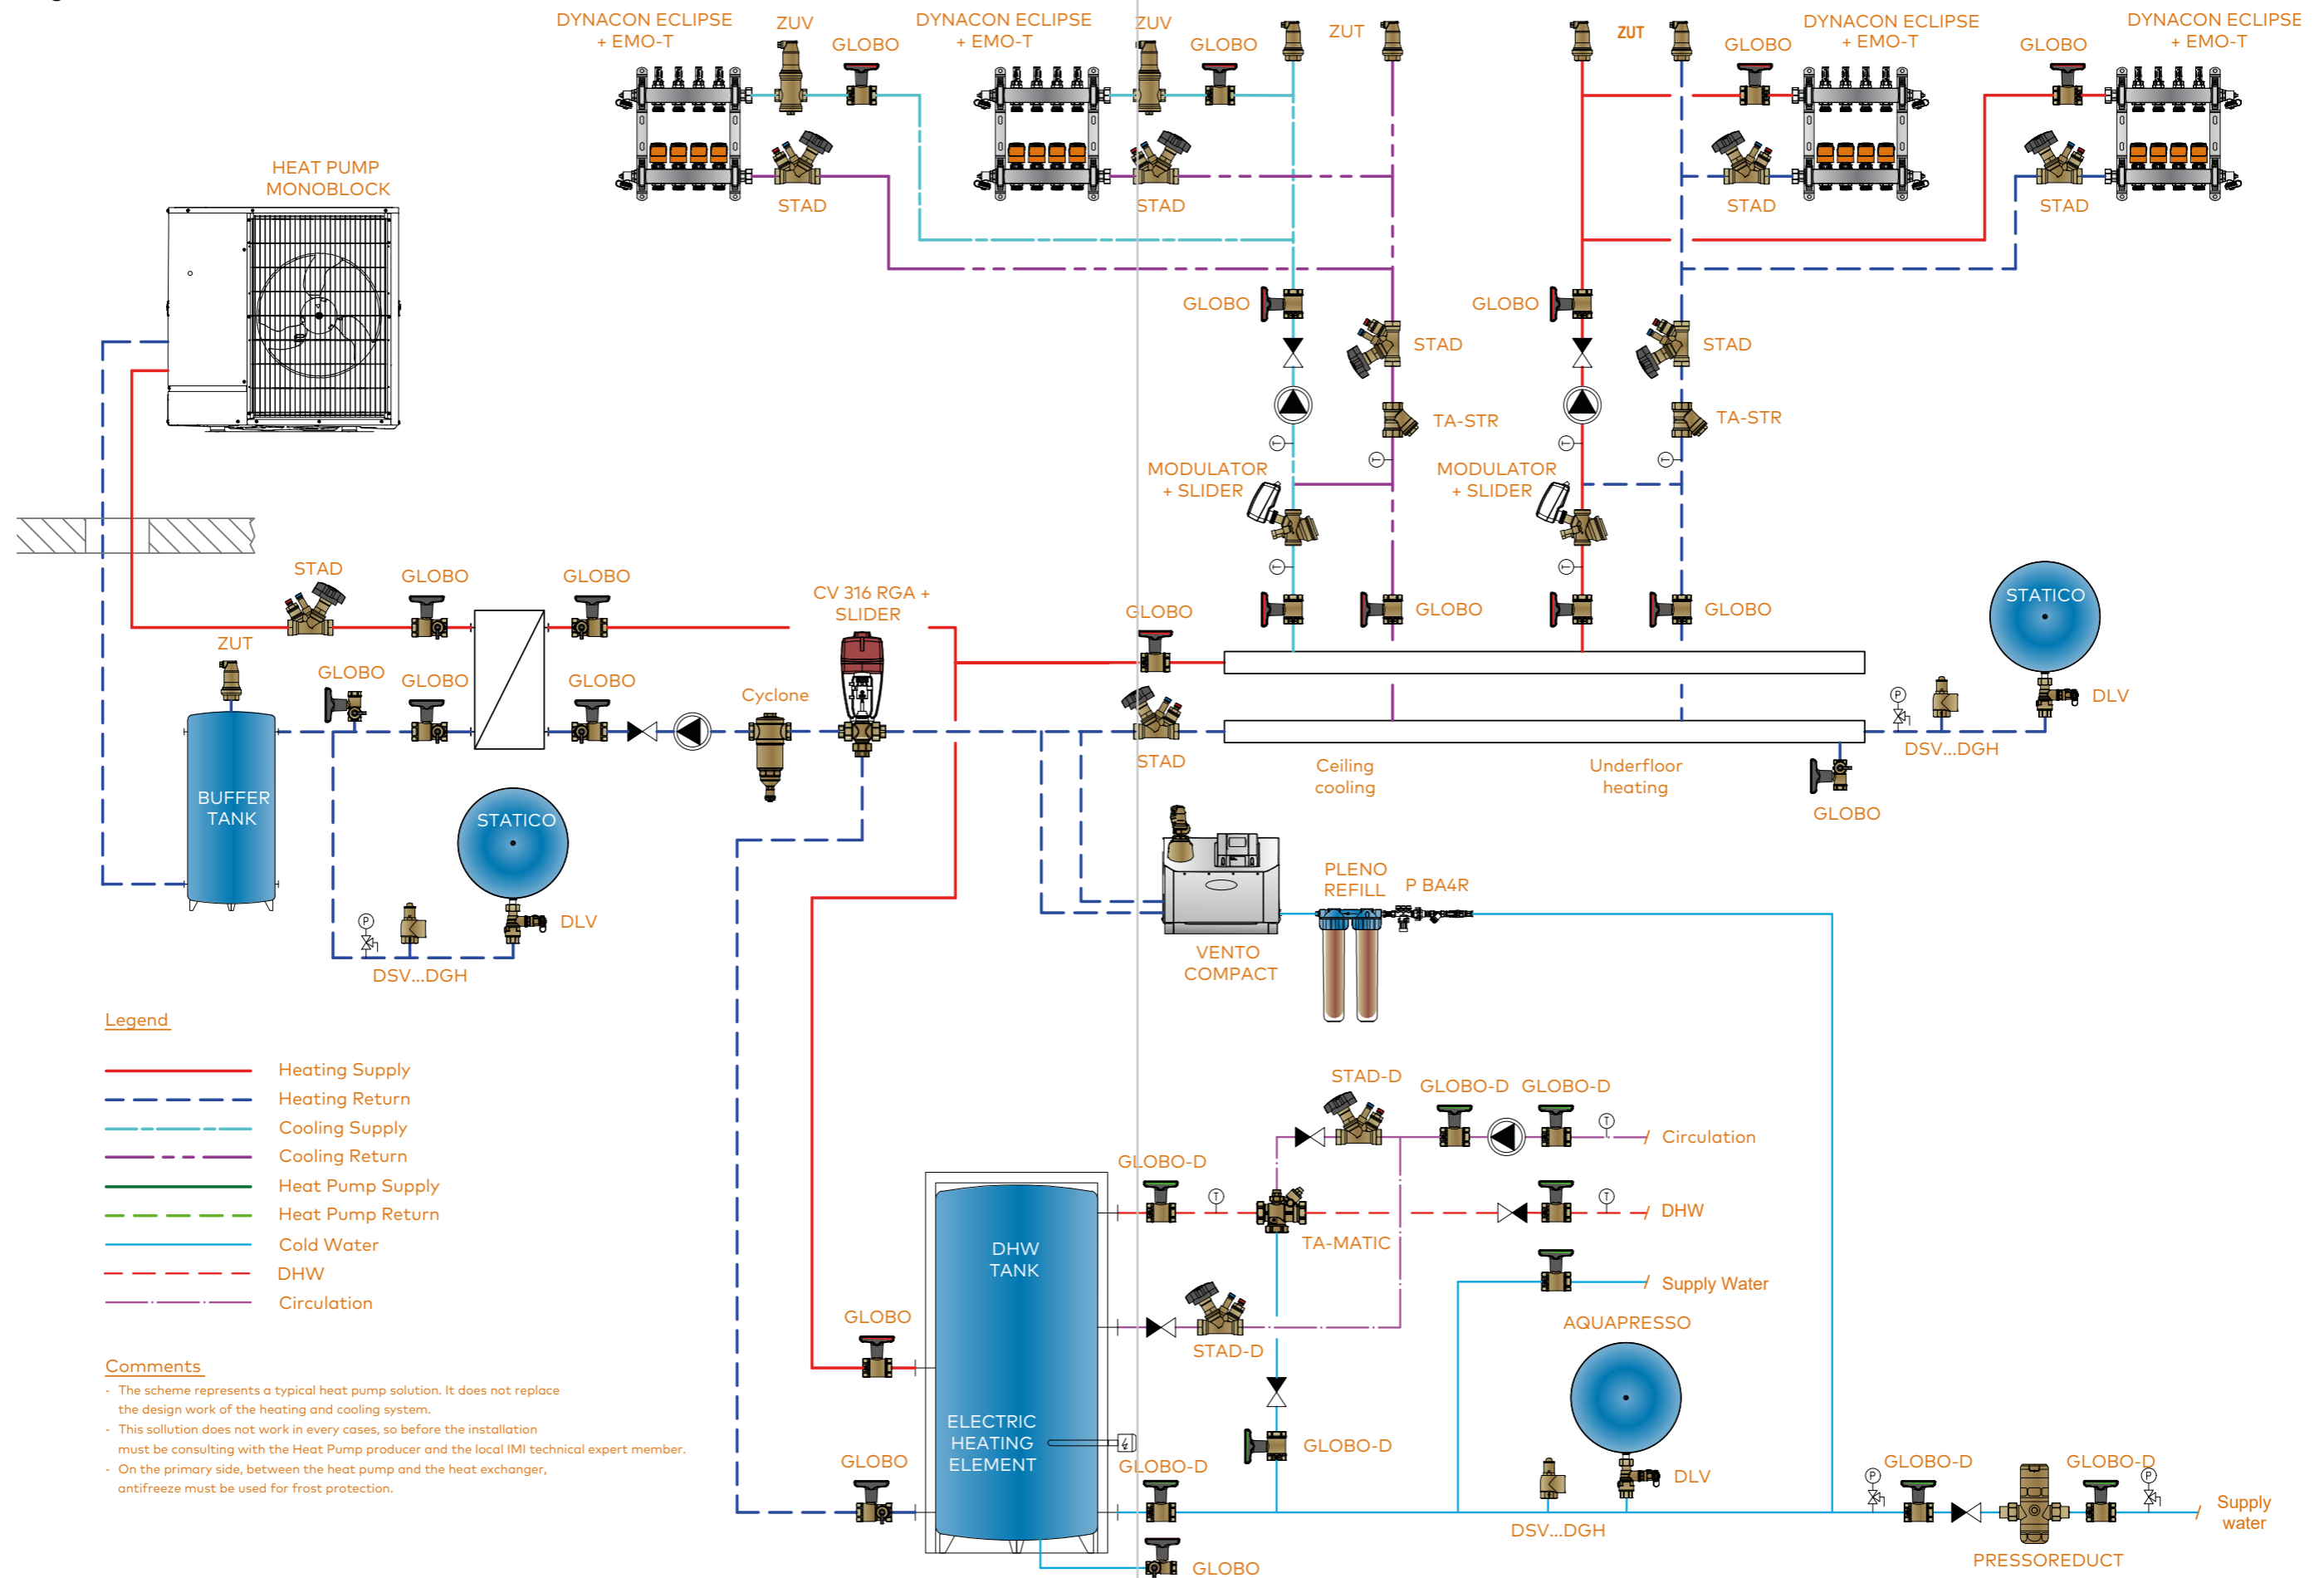 DYNACON ECLIPSE
+ EMO-T
ZUV
GLOBO
DYNACON ECLIPSE
+ EMO-T
ZUV
GLOBO
ZUT
ZUT
GLOBO
DYNACON ECLIPSE
+ EMO-T
GLOBO
DYNACON ECLIPSE
+ EMO-T
STAD
STAD
STAD
STAD
HEAT PUMP
MONOBLOCK
GLOBO
GLOBO
STAD
STAD
TA-STR
TA-STR
T
T
T
T
MODULATOR
+ SLIDER
MODULATOR
+ SLIDER
T
T
STAD
GLOBO
GLOBO
CV 316 RGA +
SLIDER
GLOBO
GLOBO
GLOBO
STATICO
DLV
ZUT
GLOBO
GLOBO
GLOBO
Cyclone
STAD
P
DSV...DGH
Ceiling
cooling
Underfloor
heating
GLOBO
BUFFER
TANK
STATICO
DLV
P
DSV...DGH
VENTO
COMPACT
PLENO
REFILL
P BA4R
Legend
Heating Supply
Heating Return
Cooling Supply
Cooling Return
Heat Pump Supply
Heat Pump Return
Cold Water
DHW
Circulation
Comments
- The scheme represents a typical heat pump solution. It does not replace
the design work of the heating and cooling system.
- This sollution does not work in every cases, so before the installation
must be consulting with the Heat Pump producer and the local IMI technical expert member.
- On the primary side, between the heat pump and the heat exchanger,
antifreeze must be used for frost protection.
STAD-D
GLOBO-D
GLOBO-D
T
Circulation
GLOBO-D
T
T
DHW
TA-MATIC
DHW
TANK
Supply Water
GLOBO
STAD-D
AQUAPRESSO
ELECTRIC
HEATING
ELEMENT
GLOBO
GLOBO-D
GLOBO-D
DLV
DSV...DGH
GLOBO
P
GLOBO-D
GLOBO-D
P
PRESSOREDUCT
Supply
water